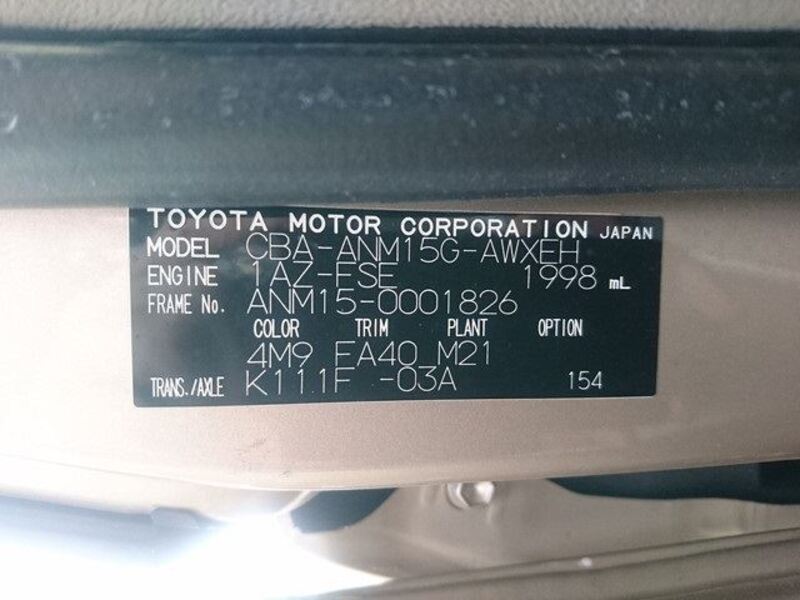 TOYOTA MOTOR CORPORATION JAPAN
MODEL CBA-ANM15G-AWXEH
ENGINE 1AZ-FSE 1998 mL
FRAME No. ANM15-0001826
COLOR TRIM PLANT OPTION
4M9 FA40 M21
TRANS./AXLE K111F -03A 154